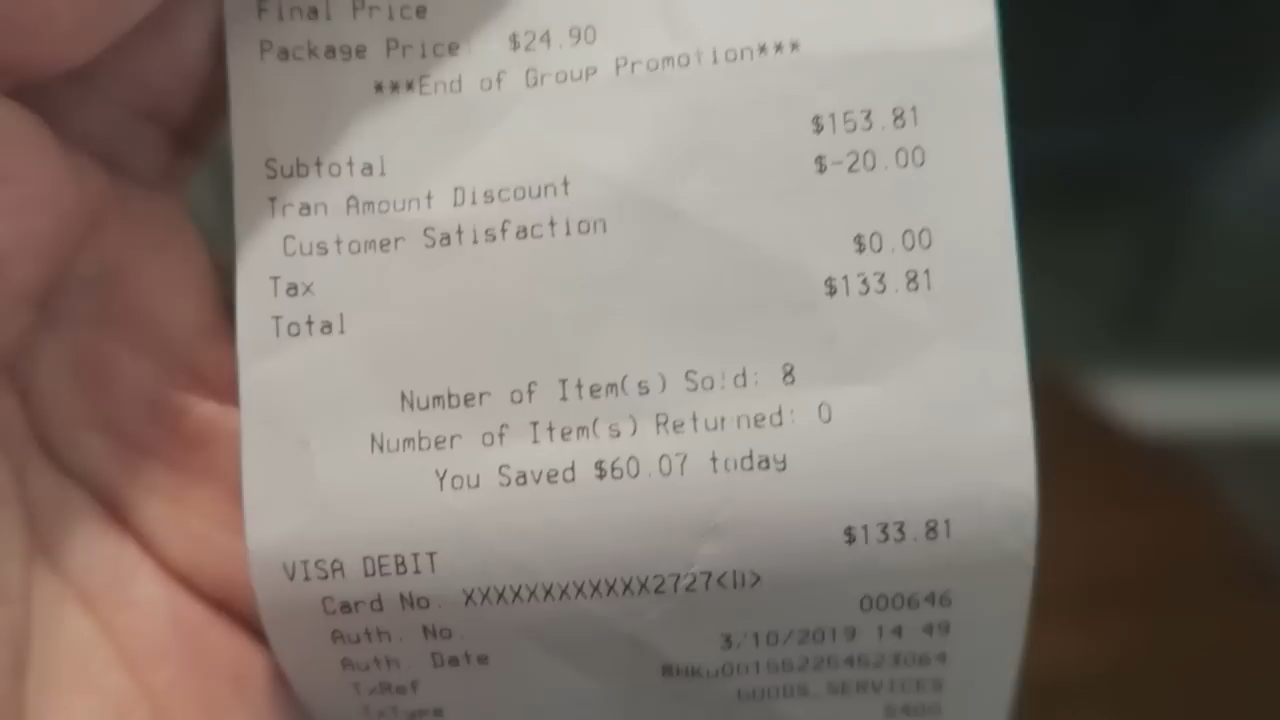 Final Price
Package Price: $24.90
***End of Group Promotion***
Subtotal $153.81
Tran Amount Discount $-20.00
Customer Satisfaction
Tax $0.00
Total $133.81
Number of Item(s) Sold: 8
Number of Item(s) Returned: 0
You Saved $60.07 today
VISA DEBIT $133.81
Card No. XXXXXXXXXXXX2727<I1>
Auth. No. 000646
Auth. Date 3/10/2019 14:49
TxRef
TxType GOODS_SERVICES